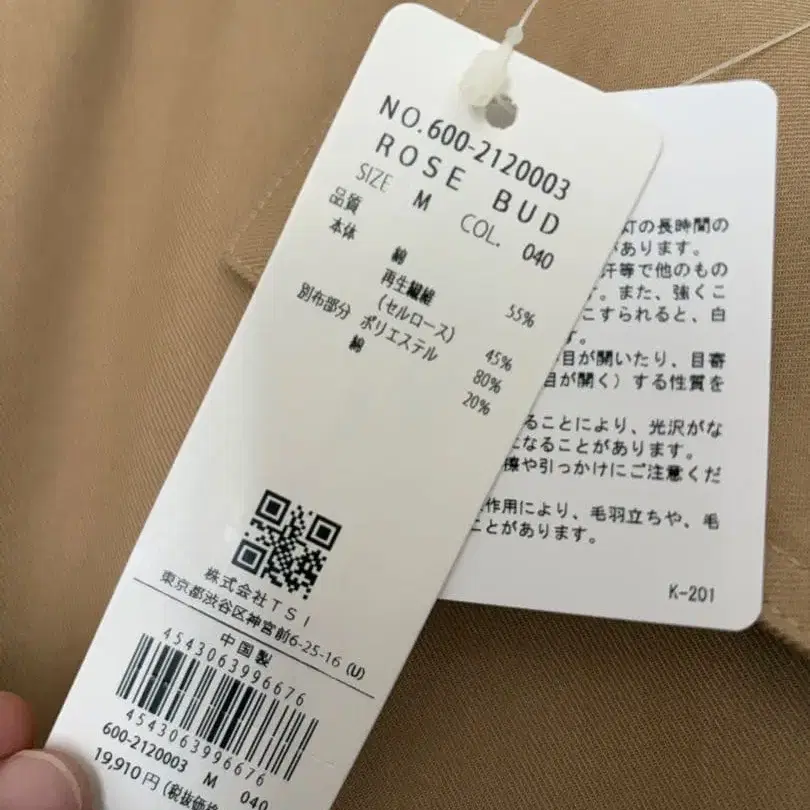 NO.600-2120003
ROSE BUD
SIZE M COL. 040
品質
本体 綿 55%
再生繊維
(セルロース) 45%
別布部分 ポリエステル 80%
綿 20%
株式会社TSI
東京都渋谷区神宮前6-25-16 (U)
中国製
4543063996676
4543063996676
600-2120003 M 040
19,910円 (税抜価格
灯の長時間の
があります。
汗等で他のもの
す。また、強くこ
こすられると、白
す。
目が開いたり、目寄
目が開く)する性質を
ることにより、光沢がな
になることがあります。
擦や引っかけにご注意くだ
作用により、毛羽立ちや、毛
ことがあります。
K-201